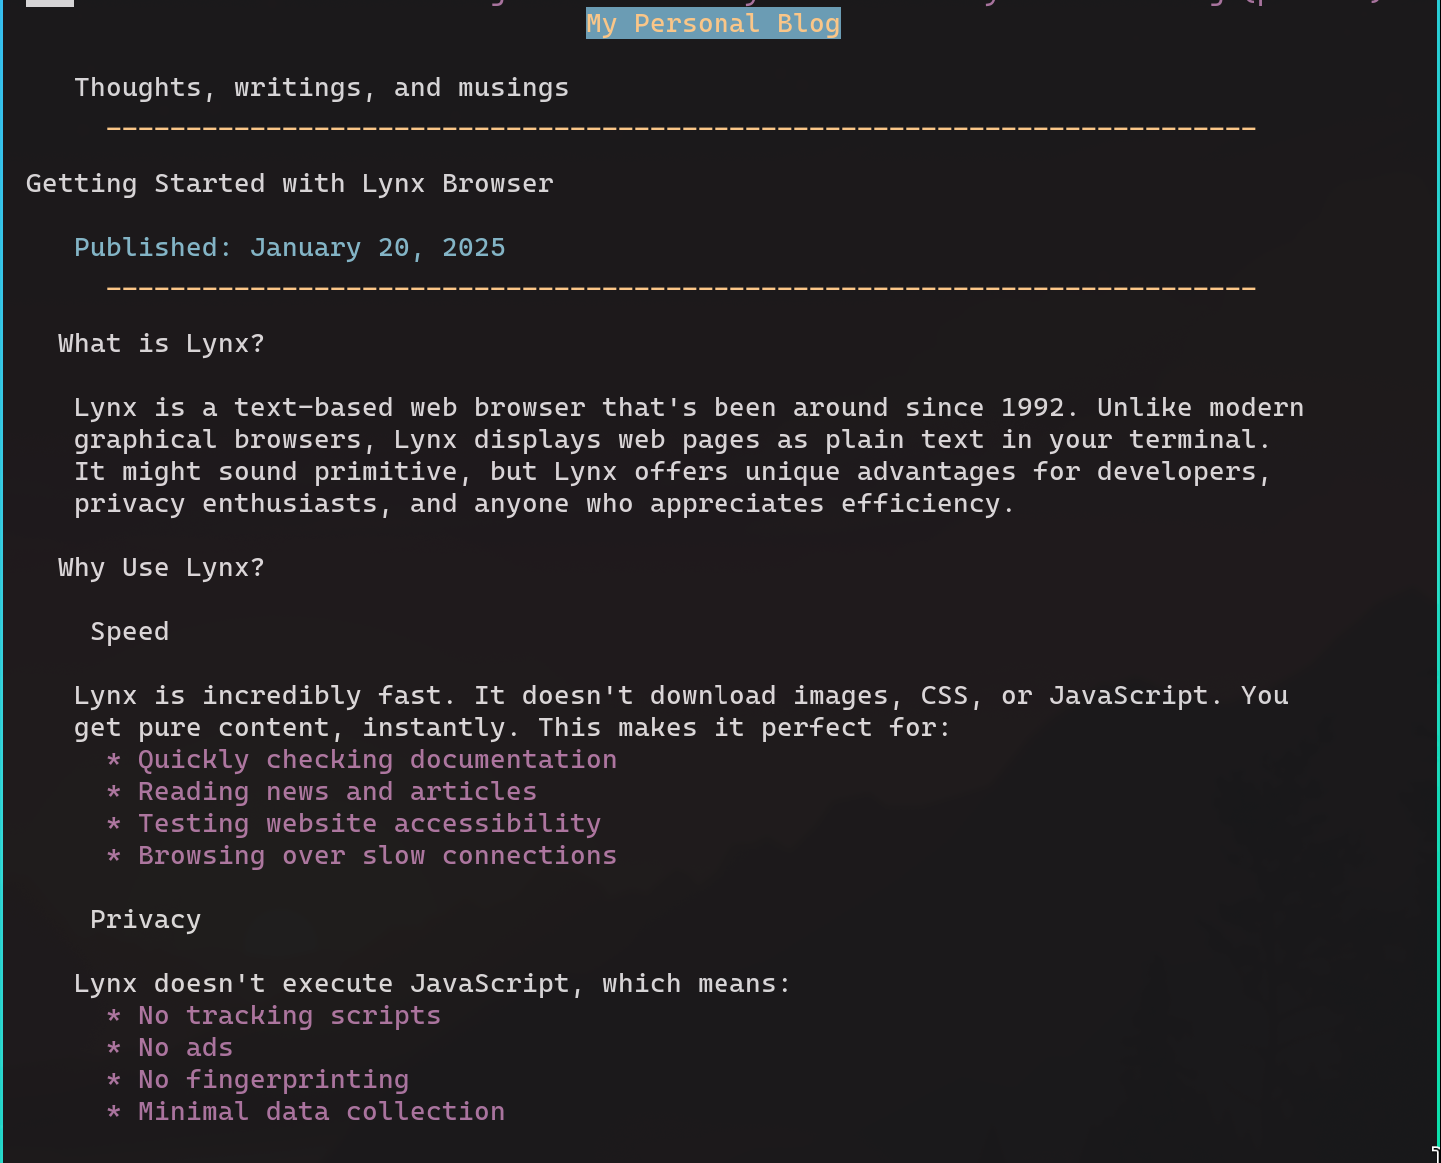 My Personal Blog
Thoughts, writings, and musings
Getting Started with Lynx Browser
Published: January 20, 2025
What is Lynx?
Lynx is a text-based web browser that's been around since 1992. Unlike modern
graphical browsers, Lynx displays web pages as plain text in your terminal.
It might sound primitive, but Lynx offers unique advantages for developers,
privacy enthusiasts, and anyone who appreciates efficiency.
Why Use Lynx?
Speed
Lynx is incredibly fast. It doesn't download images, CSS, or JavaScript. You
get pure content, instantly. This makes it perfect for:
* Quickly checking documentation
* Reading news and articles
* Testing website accessibility
* Browsing over slow connections
Privacy
Lynx doesn't execute JavaScript, which means:
* No tracking scripts
* No ads
* No fingerprinting
* Minimal data collection